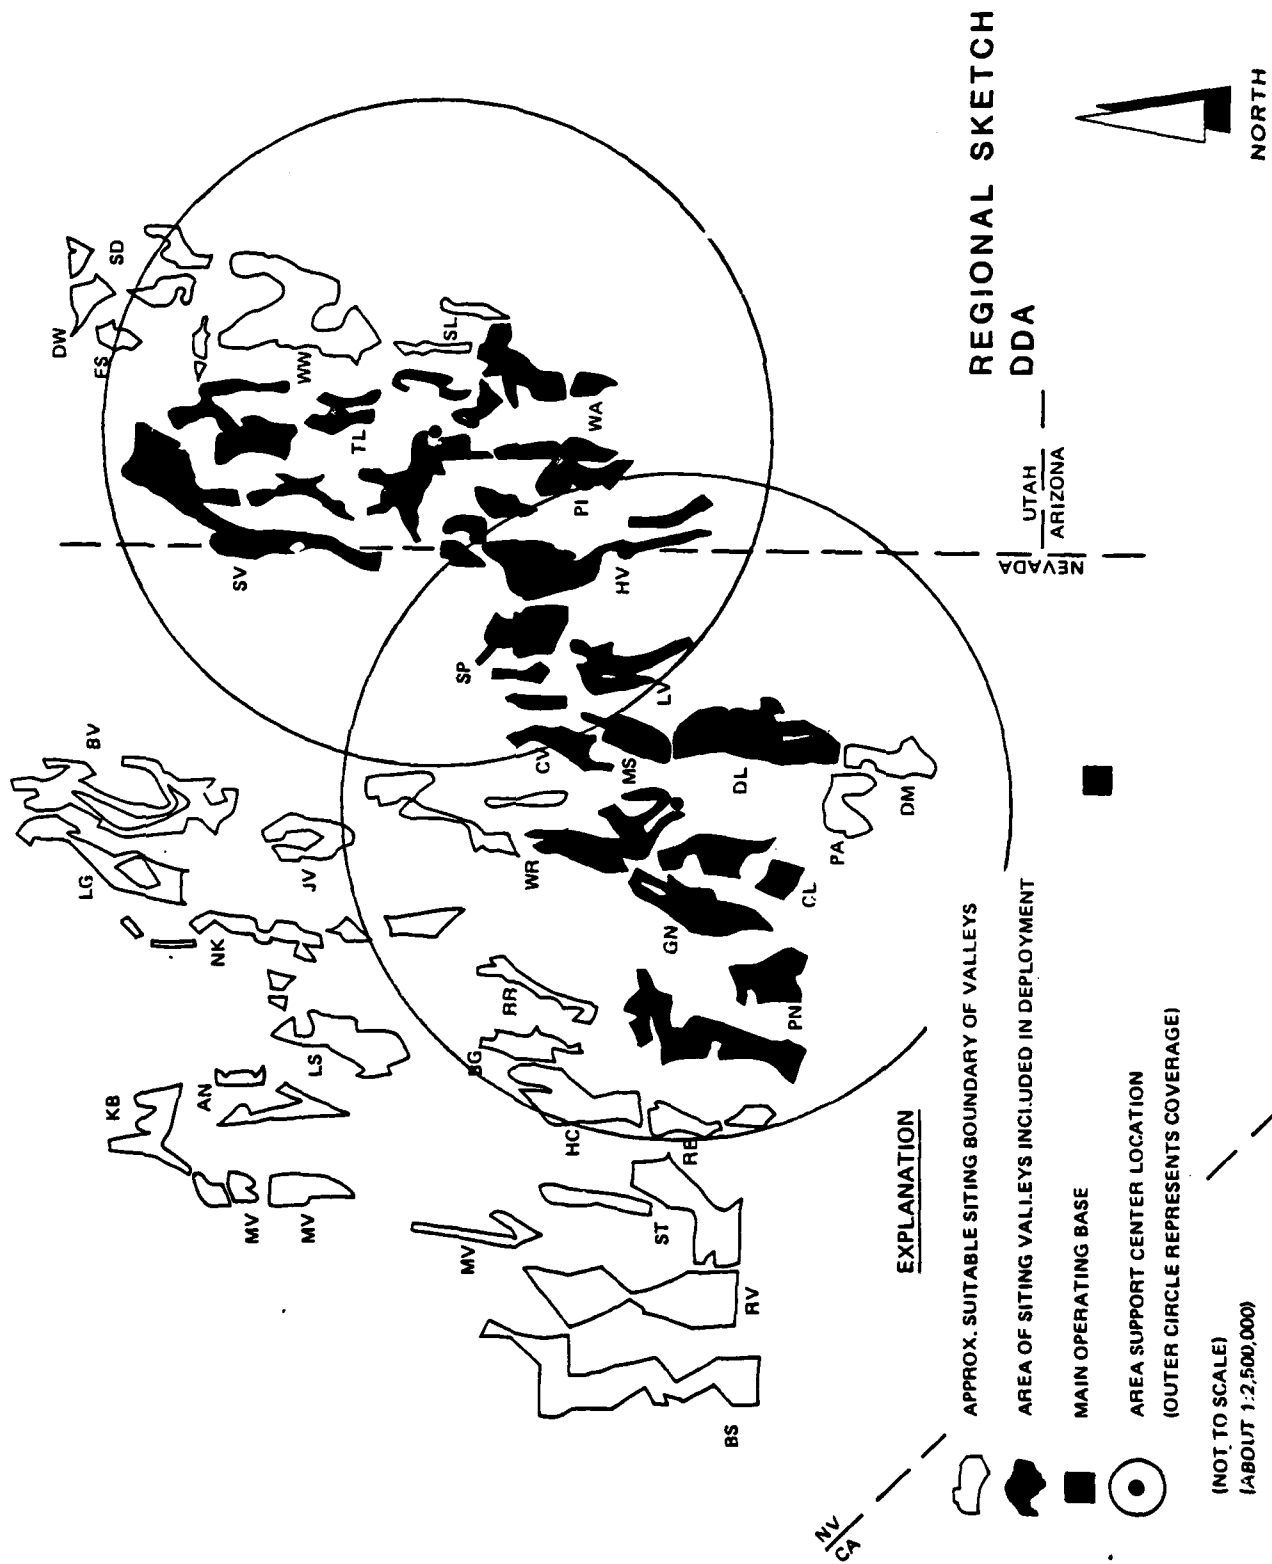 REGIONAL SKETCH
DDA
NORTH
DW
SD
FS
WW
SL
TL
WA
SV
PI
HV
UTAH
ARIZONA
NEVADA
BV
SP
LV
CV
MS
DL
DM
PA
LG
JV
WR
CL
NK
GN
RR
PN
LS
BG
KB
AN
HC
RE
MV
MV
MV
ST
RV
BS
NV
CA
EXPLANATION
APPROX. SUITABLE SITING BOUNDARY OF VALLEYS
AREA OF SITING VALLEYS INCLUDED IN DEPLOYMENT
MAIN OPERATING BASE
AREA SUPPORT CENTER LOCATION
(OUTER CIRCLE REPRESENTS COVERAGE)
(NOT TO SCALE)
(ABOUT 1:2,500,000)